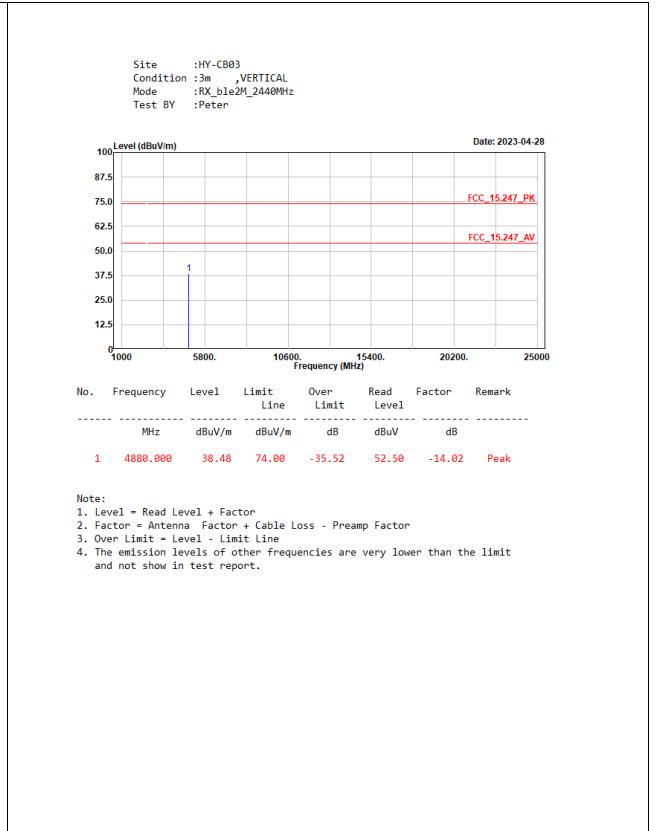 Site :HY-CB03
Condition :3m ,VERTICAL
Mode :RX_ble2M_2440MHz
Test BY :Peter
Level (dBuV/m)
Date: 2023-04-28
100
87.5
75.0
FCC_15.247_PK
62.5
FCC_15.247_AV
50.0
37.5
1
25.0
12.5
0
1000 5800. 10600. 15400. 20200. 25000
Frequency (MHz)
No. Frequency Level Limit Over Read Factor Remark
Line Limit Level
------ ----------- -------- --------- --------- --------- -------- ---------
MHz dBuV/m dBuV/m dB dBuV dB
1 4880.000 38.48 74.00 -35.52 52.50 -14.02 Peak
Note:
1. Level = Read Level + Factor
2. Factor = Antenna Factor + Cable Loss - Preamp Factor
3. Over Limit = Level - Limit Line
4. The emission levels of other frequencies are very lower than the limit
and not show in test report.